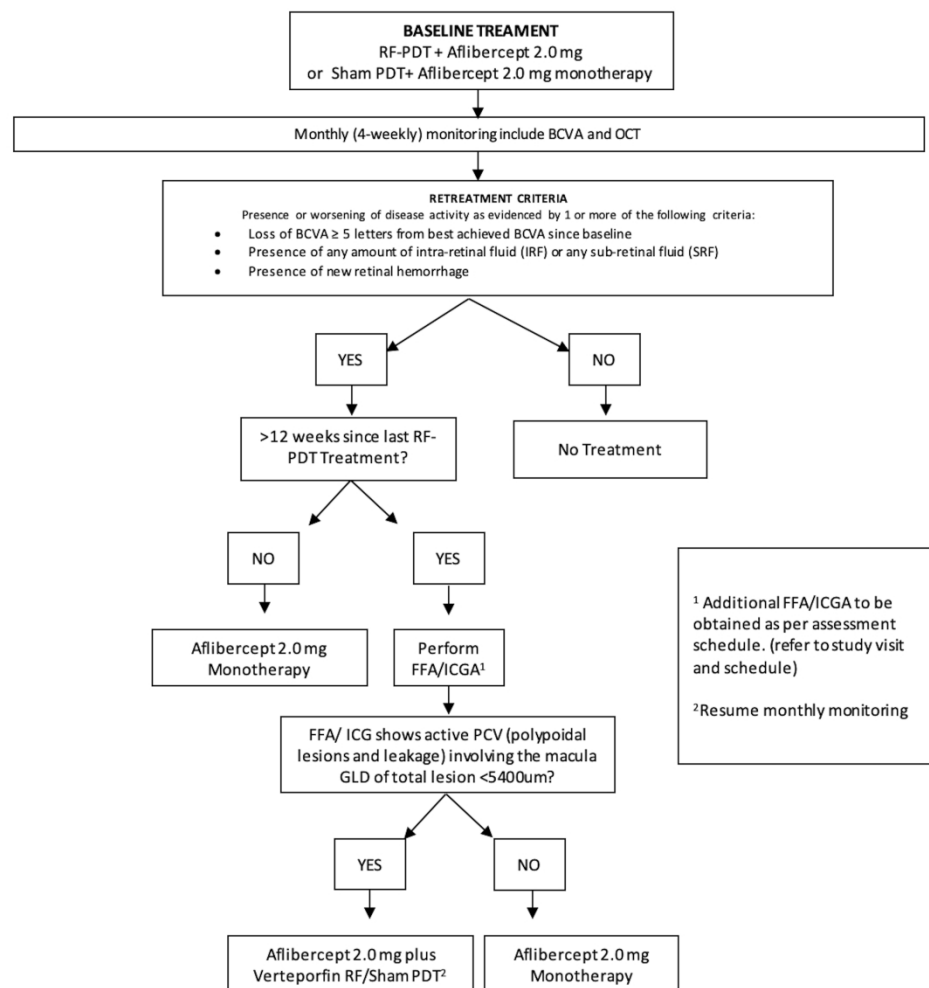 BASELINE TREAMENT
RF-PDT + Aflibercept 2.0 mg
or Sham PDT+ Aflibercept 2.0 mg monotherapy
Monthly (4-weekly) monitoring include BCVA and OCT
RETREATMENT CRITERIA
Presence or worsening of disease activity as evidenced by 1 or more of the following criteria:
• Loss of BCVA ≥ 5 letters from best achieved BCVA since baseline
• Presence of any amount of intra-retinal fluid (IRF) or any sub-retinal fluid (SRF)
• Presence of new retinal hemorrhage
YES
NO
>12 weeks since last RF-
PDT Treatment?
No Treatment
NO
YES
Aflibercept 2.0 mg
Monotherapy
Perform
FFA/ICGA¹
¹ Additional FFA/ICGA to be
obtained as per assessment
schedule. (refer to study visit
and schedule)
²Resume monthly monitoring
FFA/ ICG shows active PCV (polypoidal
lesions and leakage) involving the macula
GLD of total lesion <5400um?
YES
NO
Aflibercept 2.0 mg plus
Verteporfin RF/Sham PDT²
Aflibercept 2.0 mg
Monotherapy